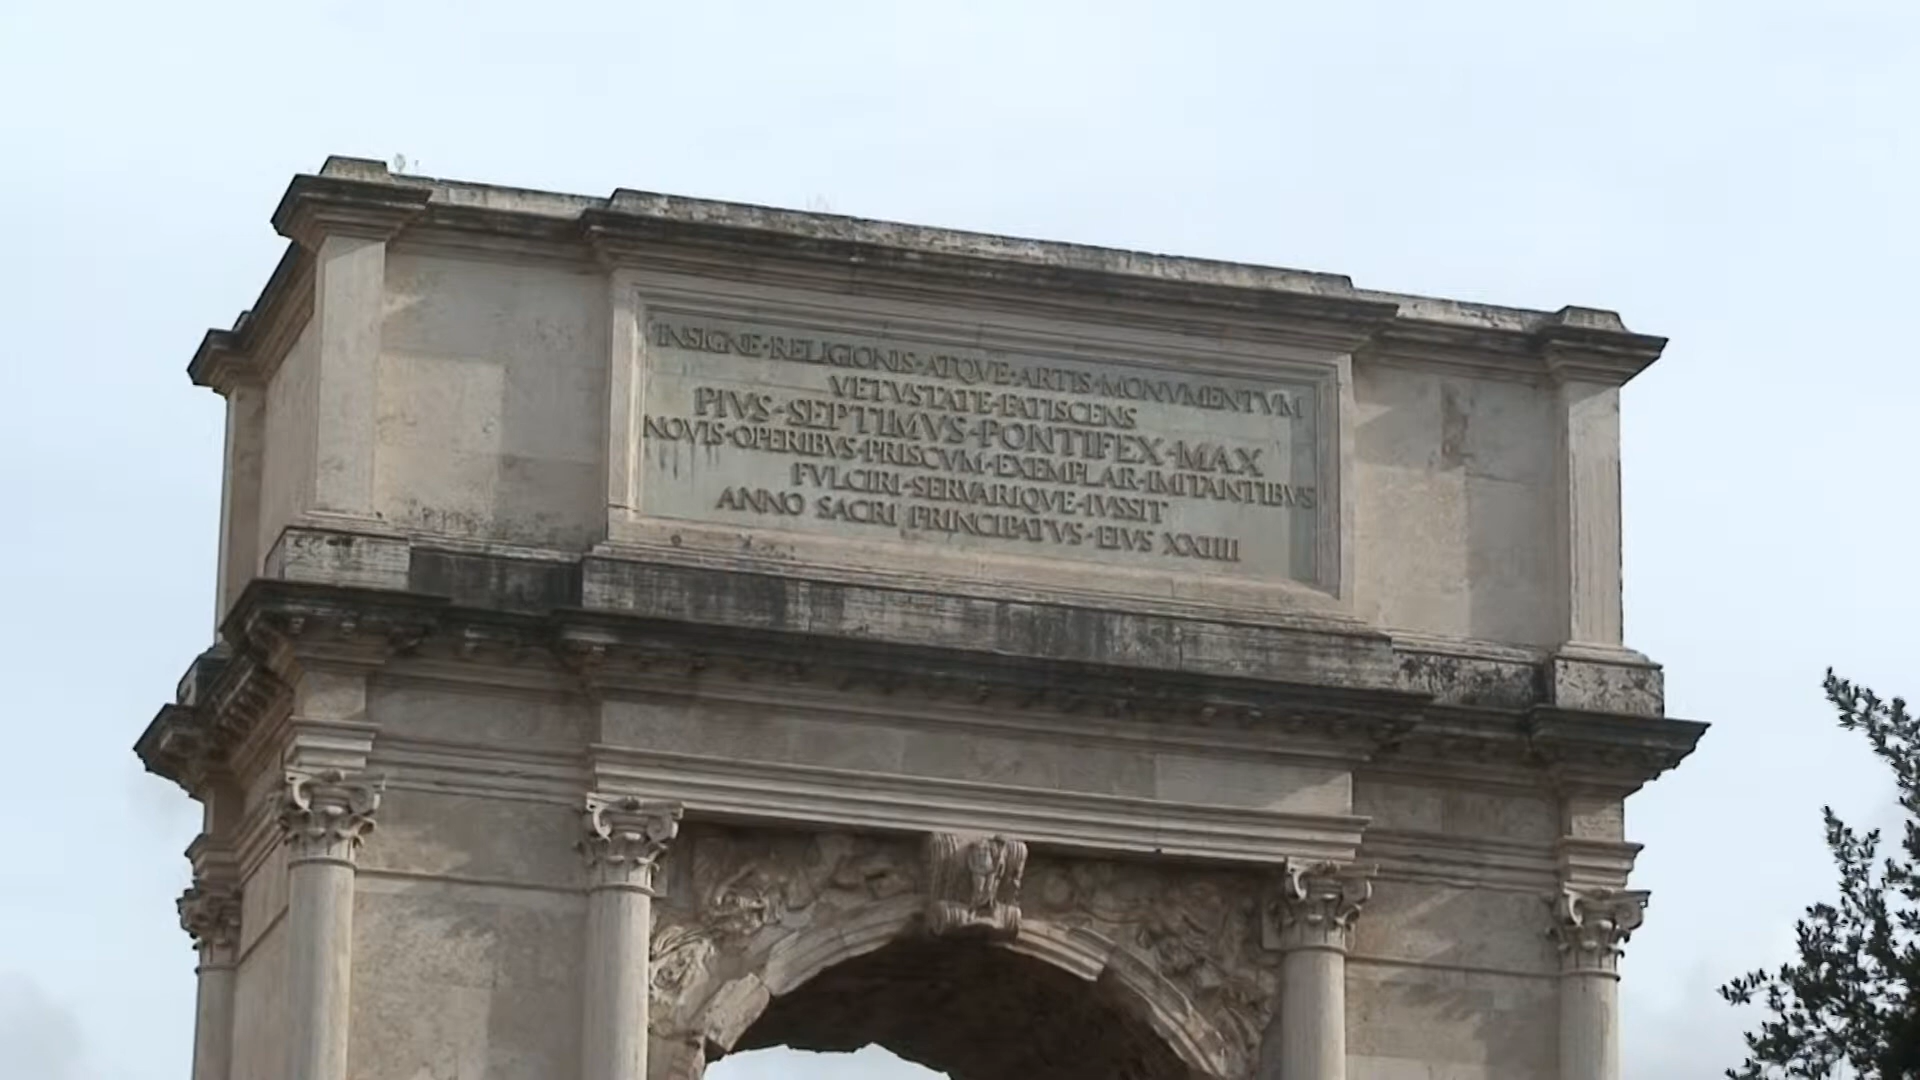 INSIGNE·RELIGIONIS·ATQVE·ARTIS·MONVMENTVM
VETVSTATE·FATISCENS
PIVS·SEPTIMVS·PONTIFEX·MAX
NOVIS·OPERIBVS·PRISCVM·EXEMPLAR·IMITANTIBVS
FVLCIRI·SERVARIQVE·IVSSIT
ANNO SACRI PRINCIPATVS·EIVS XXIIII